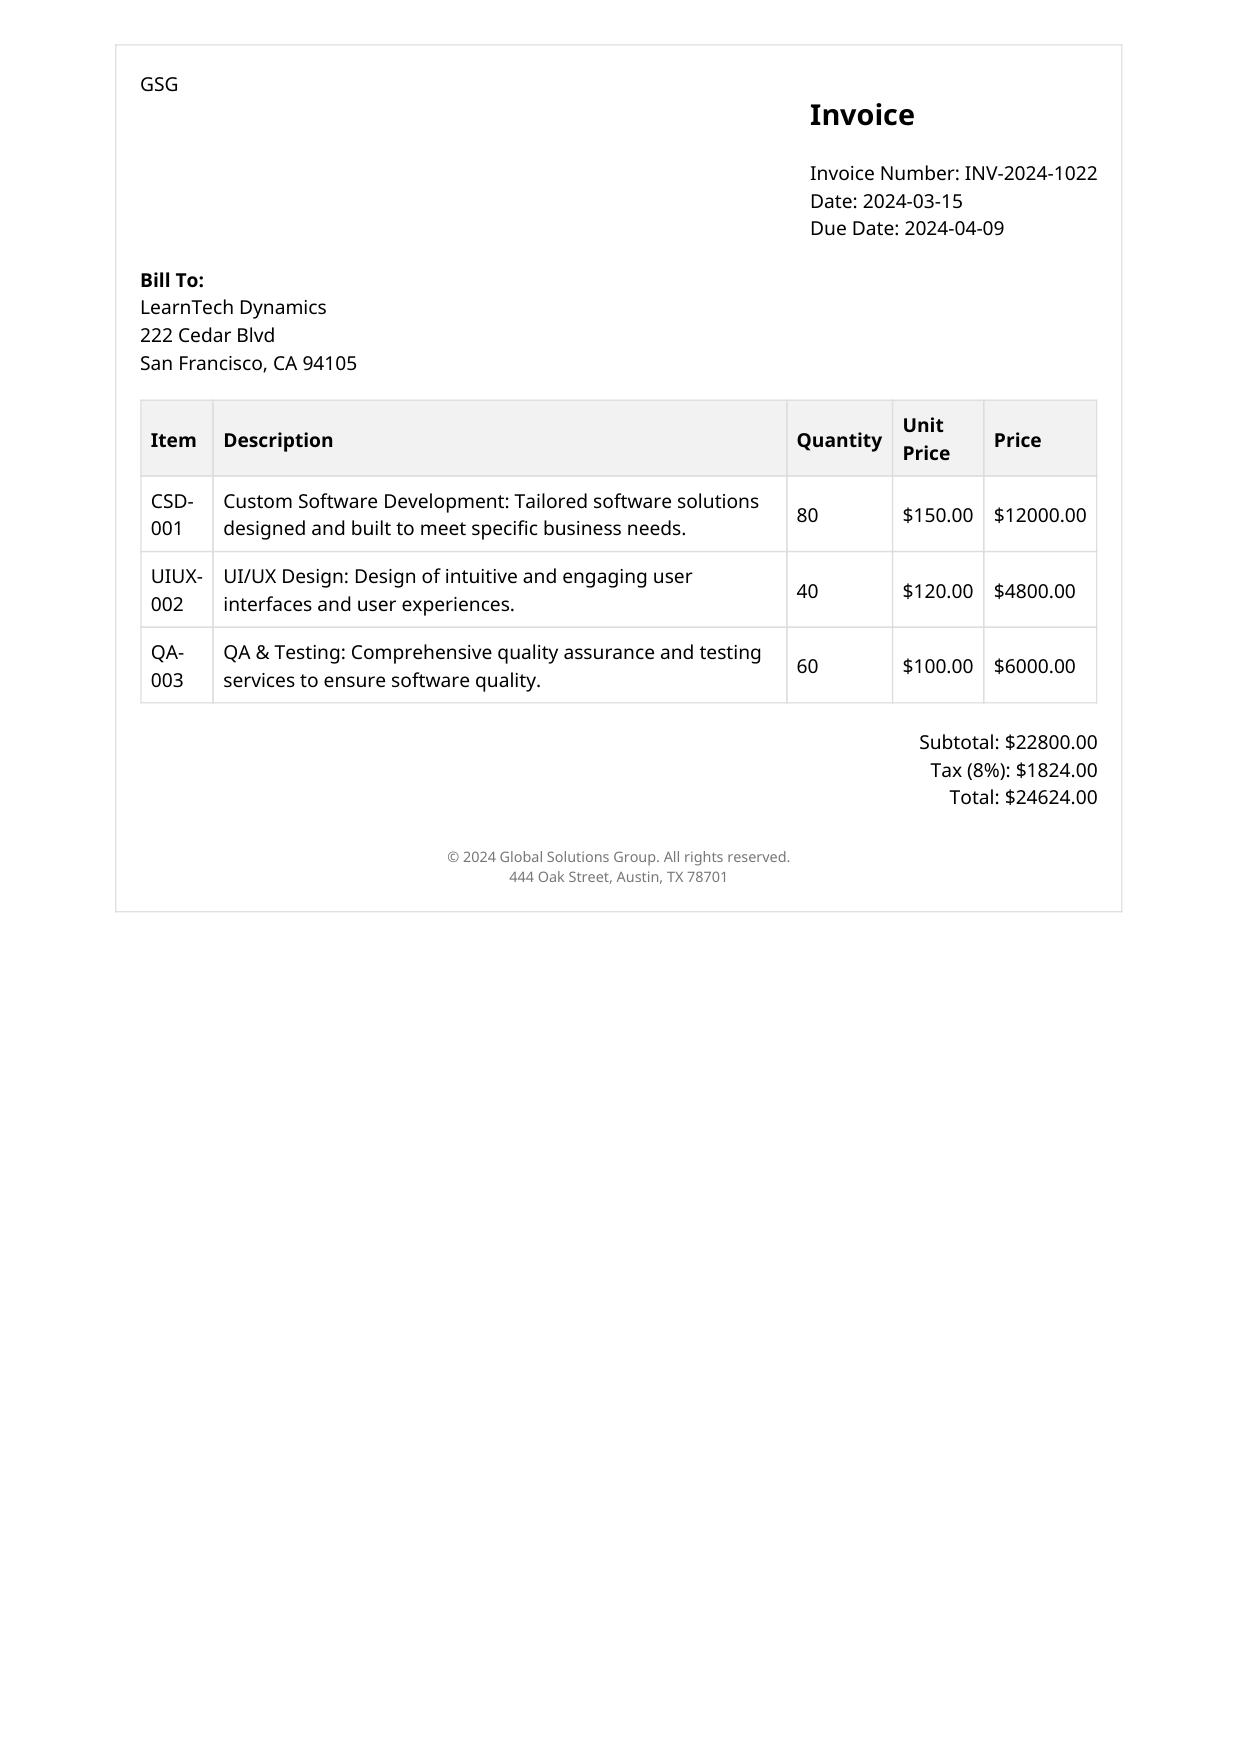 GSG
Invoice
Invoice Number: INV-2024-1022
Date: 2024-03-15
Due Date: 2024-04-09
Bill To:
LearnTech Dynamics
222 Cedar Blvd
San Francisco, CA 94105
Item Description Quantity Unit Price Price
CSD-001 Custom Software Development: Tailored software solutions
designed and built to meet specific business needs. 80 $150.00 $12000.00
UIUX-002 UI/UX Design: Design of intuitive and engaging user
interfaces and user experiences. 40 $120.00 $4800.00
QA-003 QA & Testing: Comprehensive quality assurance and testing
services to ensure software quality. 60 $100.00 $6000.00
Subtotal: $22800.00
Tax (8%): $1824.00
Total: $24624.00
© 2024 Global Solutions Group. All rights reserved.
444 Oak Street, Austin, TX 78701